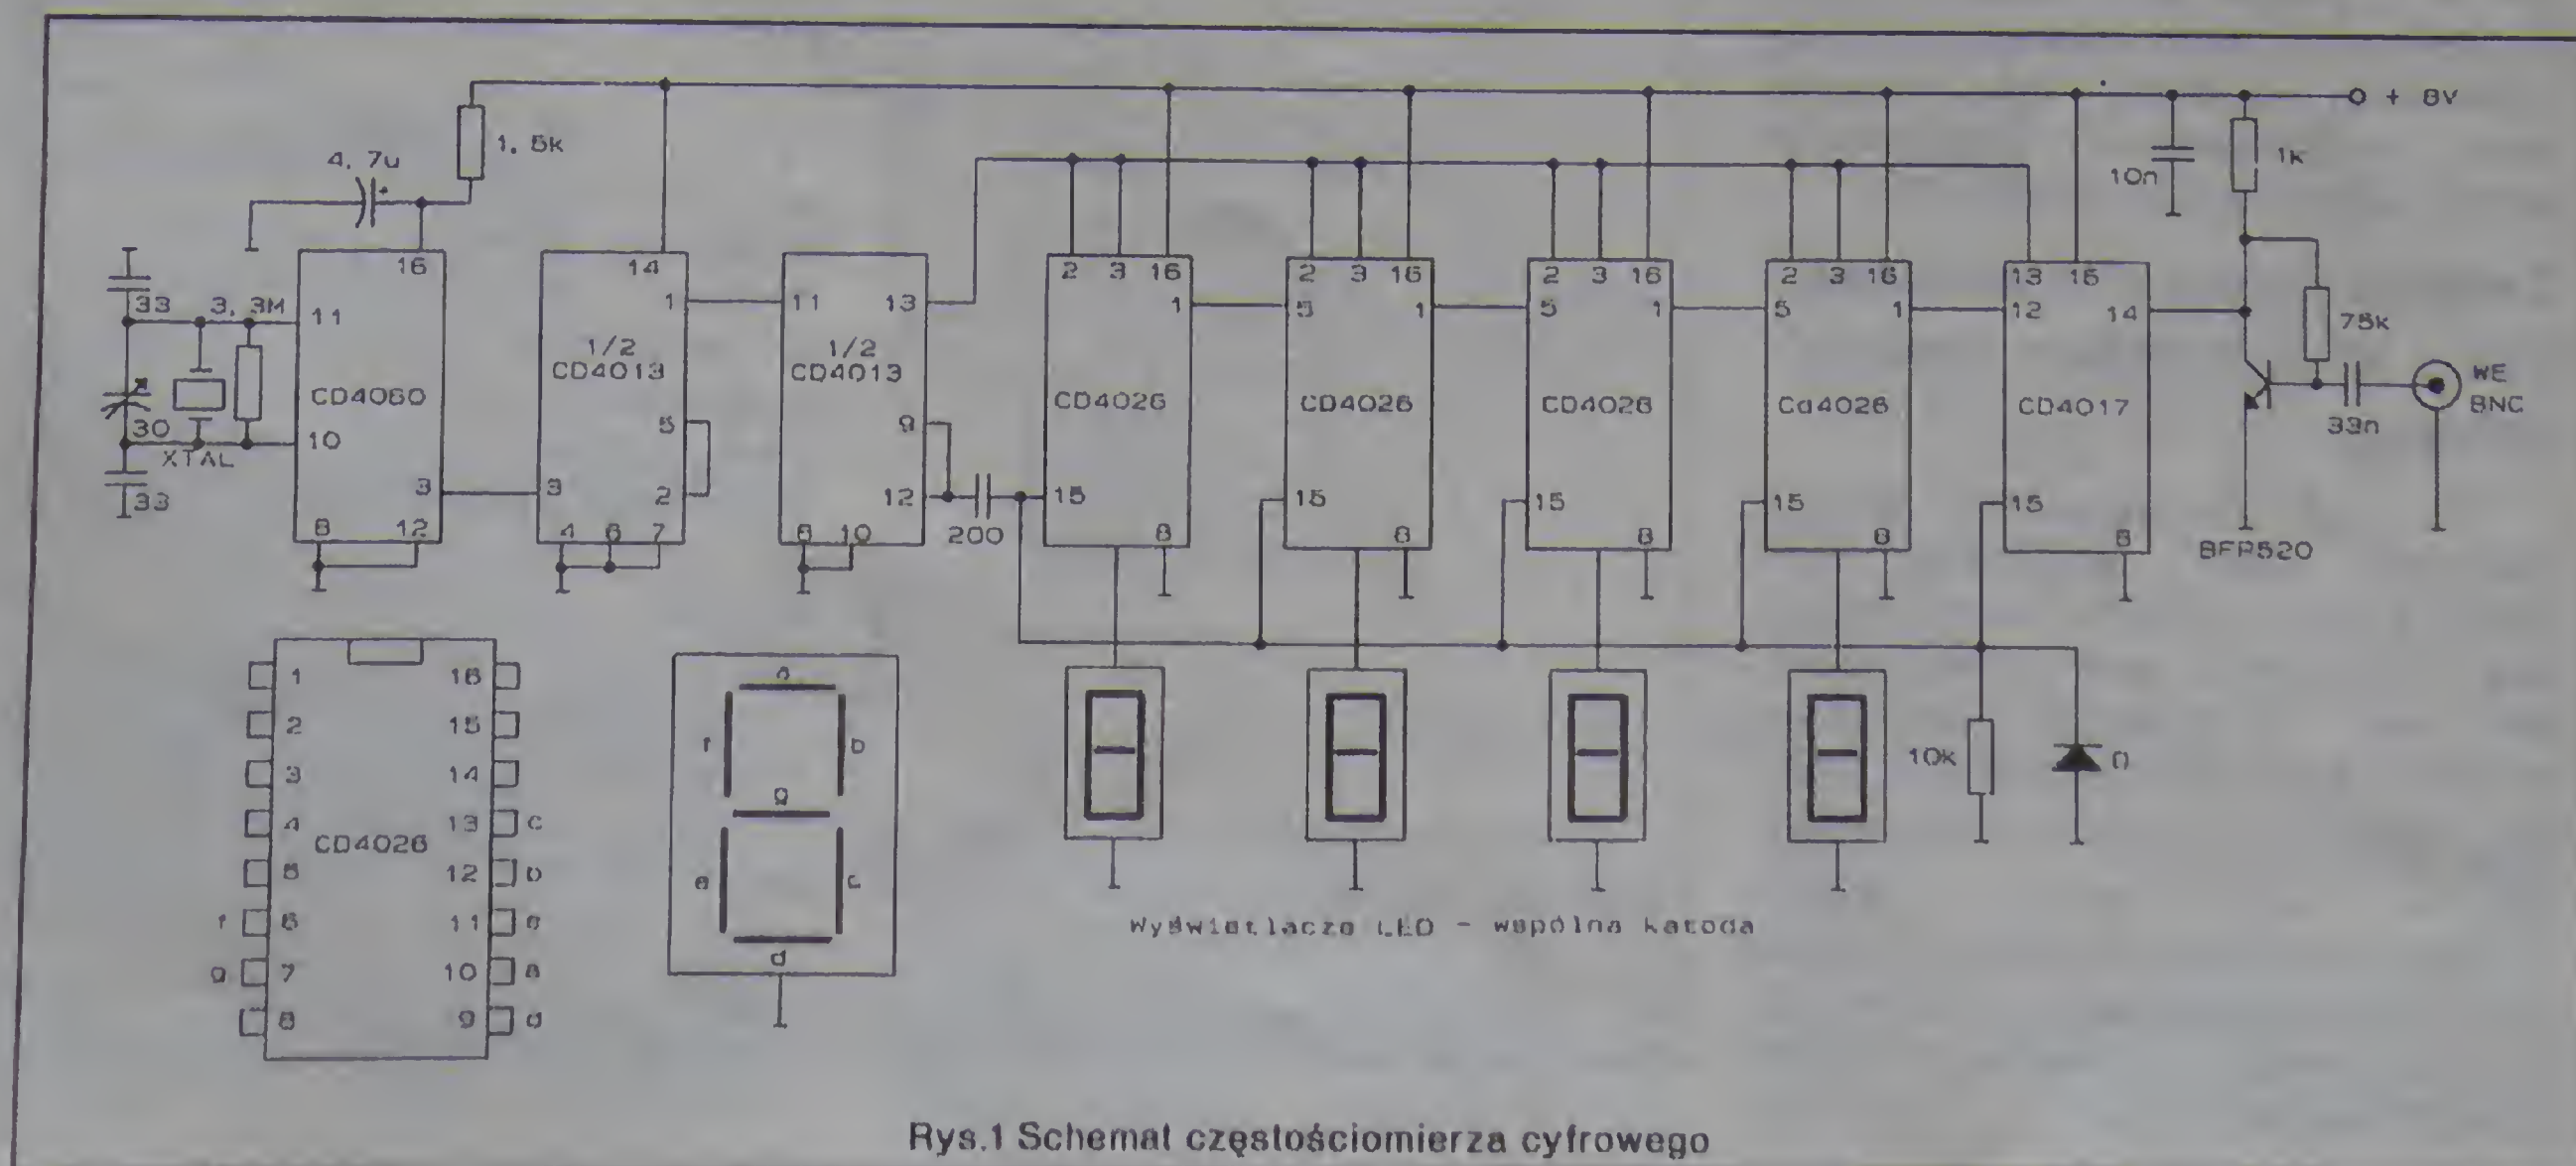 + 8V
1, 5k
4, 7u
+
10n
1k
33
3, 3M
30
XTAL
33
16
11
CD4060
10
3
8 12
14
1
1/2
CD4013
5
3
2
4 6 7
11
13
1/2
CD4013
9
12
8 10
200
2 3 16
1
CD4026
15
8
2 3 16
5
1
CD4026
15
8
2 3 16
5
1
CD4026
15
8
2 3 16
5
1
Cd4026
15
8
13 16
12
14
CD4017
15
8
75k
33n
WE
BNC
BFR520
10k
D
1 16
2 15
3 14
4 13 c
CD4026
5 12 b
f 6 11 e
g 7 10 a
8 9 d
a
f b
g
e c
d
Wyświetlacze LED - wspólna katoda
Rys.1 Schemat częstościomierza cyfrowego